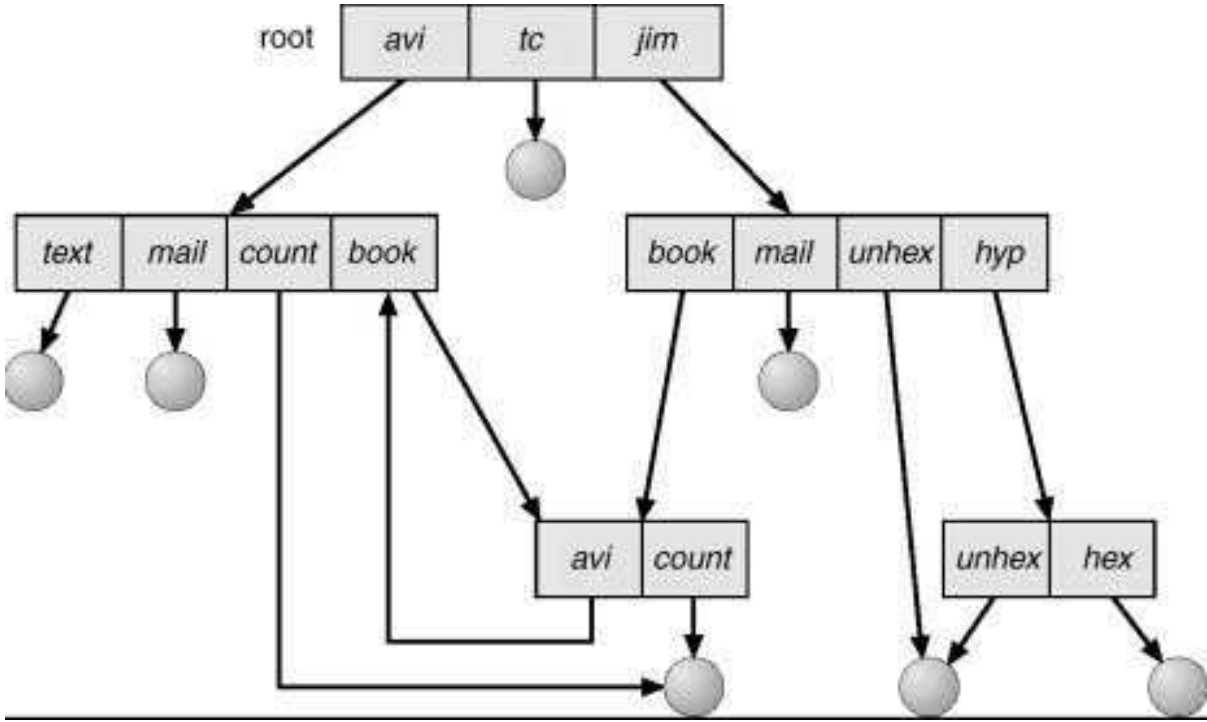 root avi tc jim
text mail count book book mail unhex hyp
avi count unhex hex